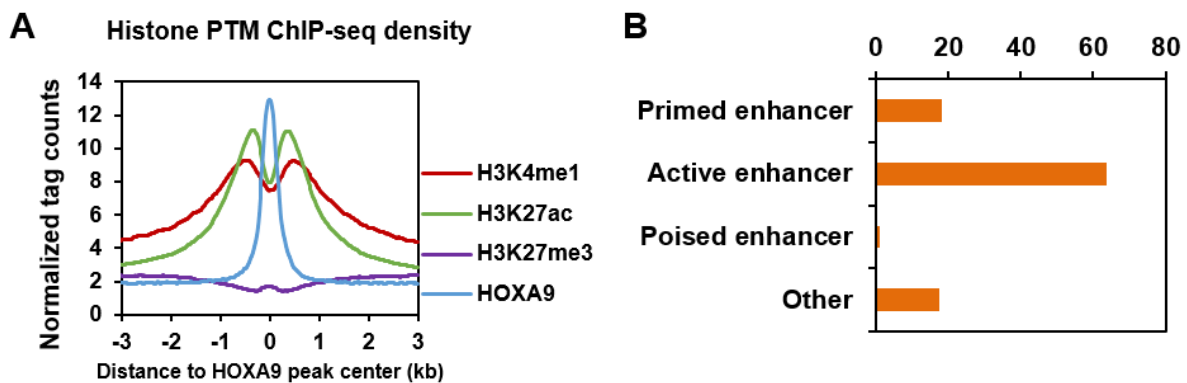 A
Histone PTM ChIP-seq density
Normalized tag counts
14
12
10
8
6
4
2
0
-3 -2 -1 0 1 2 3
Distance to HOXA9 peak center (kb)
H3K4me1
H3K27ac
H3K27me3
HOXA9
B
0 20 40 60 80
Primed enhancer
Active enhancer
Poised enhancer
Other